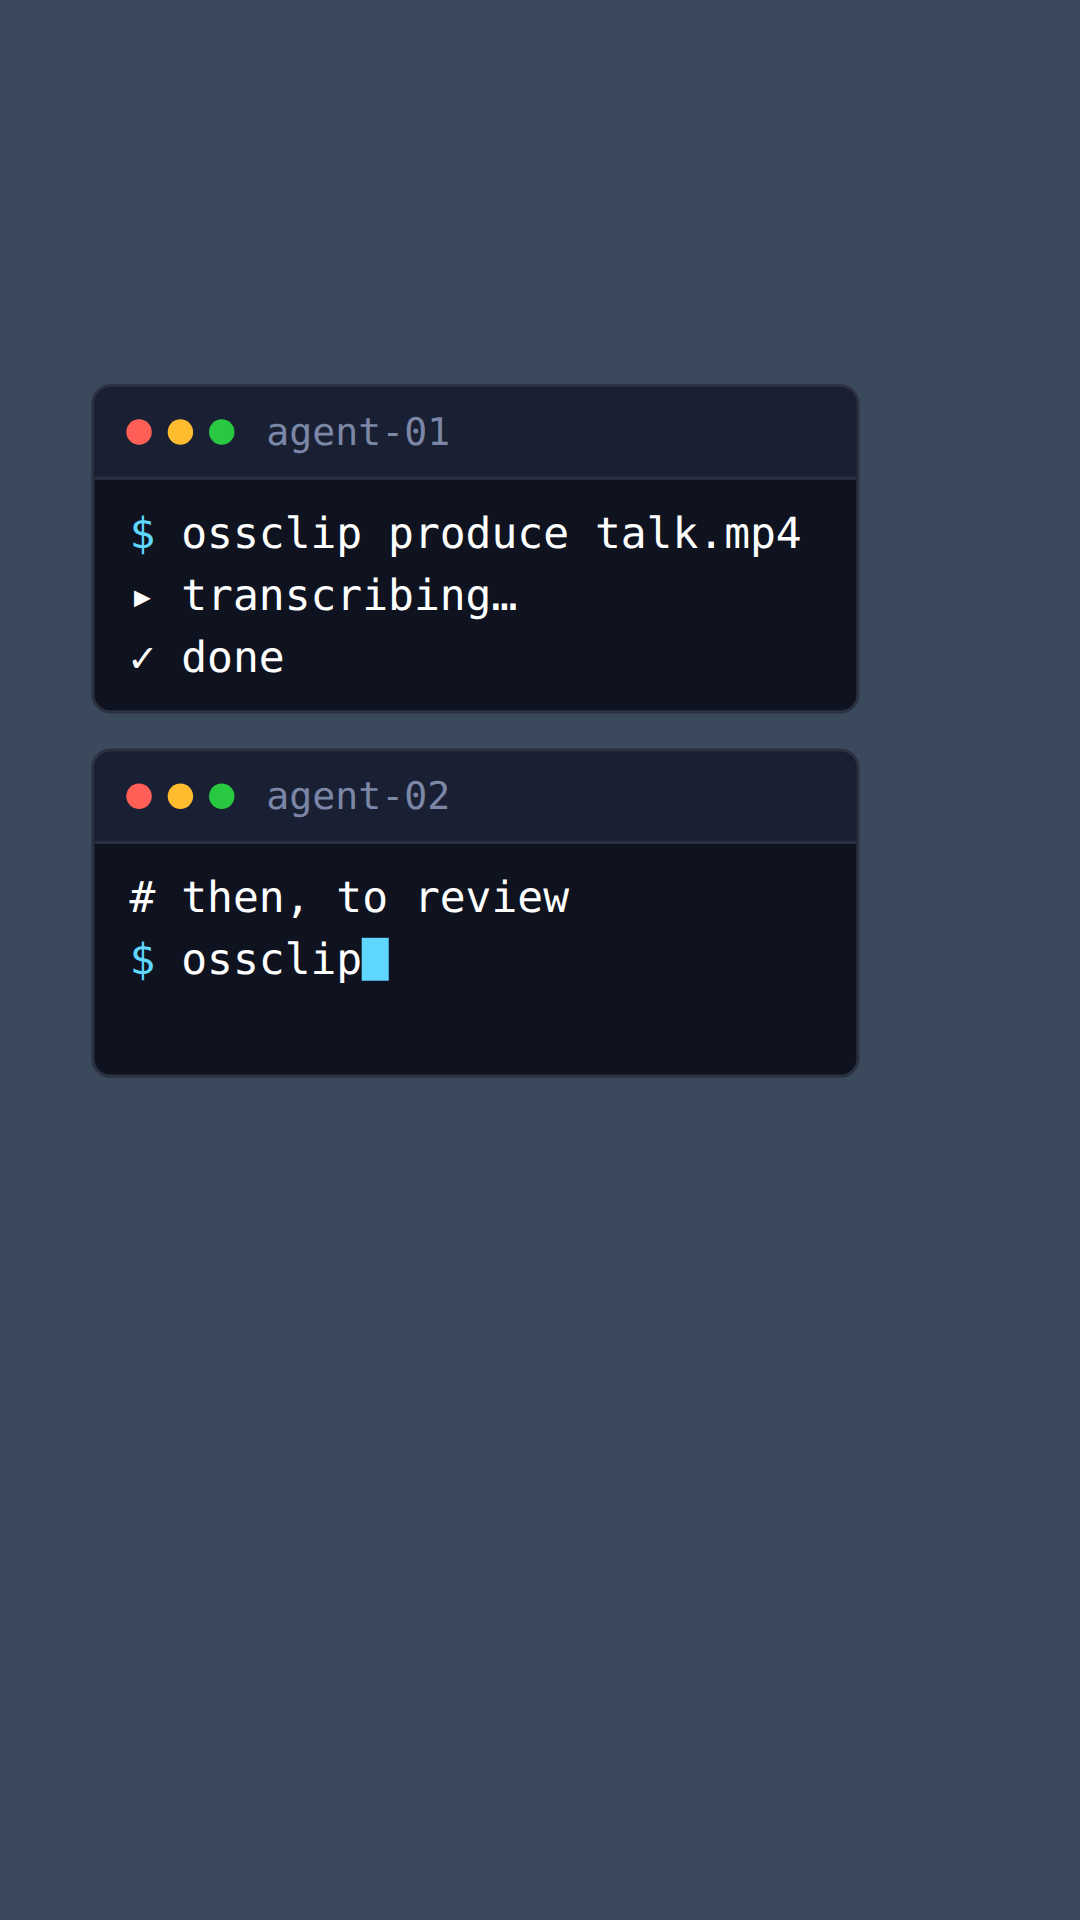 agent-01
$ ossclip produce talk.mp4
▸ transcribing…
✓ done
agent-02
# then, to review
$ ossclip